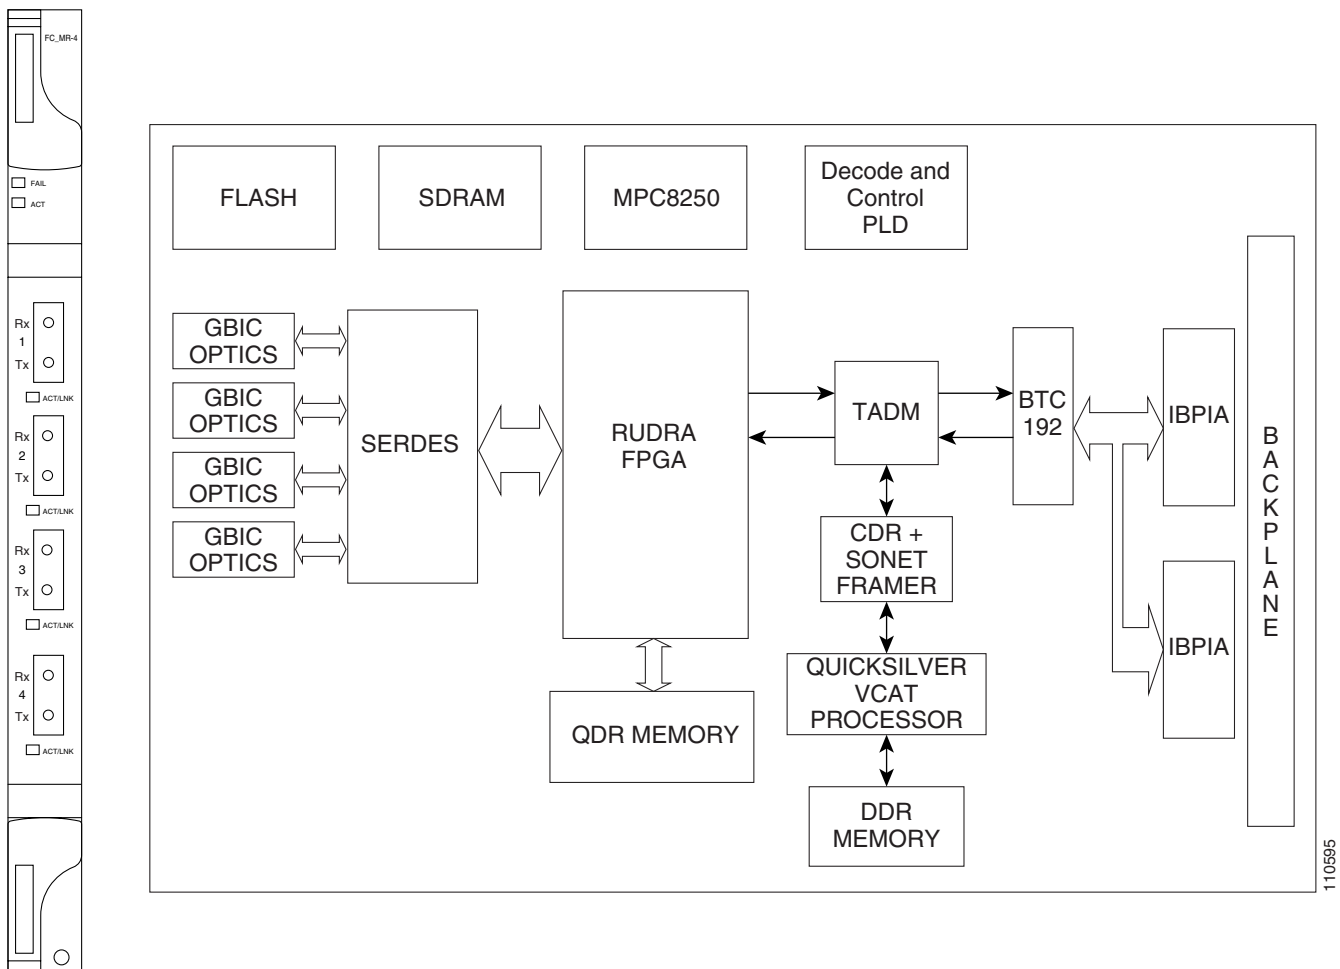 FC_MR-4
FAIL
ACT
Rx
1
Tx
ACT/LNK
Rx
2
Tx
ACT/LNK
Rx
3
Tx
ACT/LNK
Rx
4
Tx
ACT/LNK
FLASH
SDRAM
MPC8250
Decode and
Control
PLD
GBIC
OPTICS
GBIC
OPTICS
GBIC
OPTICS
GBIC
OPTICS
SERDES
RUDRA
FPGA
QDR MEMORY
TADM
CDR +
SONET
FRAMER
QUICKSILVER
VCAT
PROCESSOR
DDR
MEMORY
BTC
192
IBPIA
IBPIA
BACKPLANE
110595